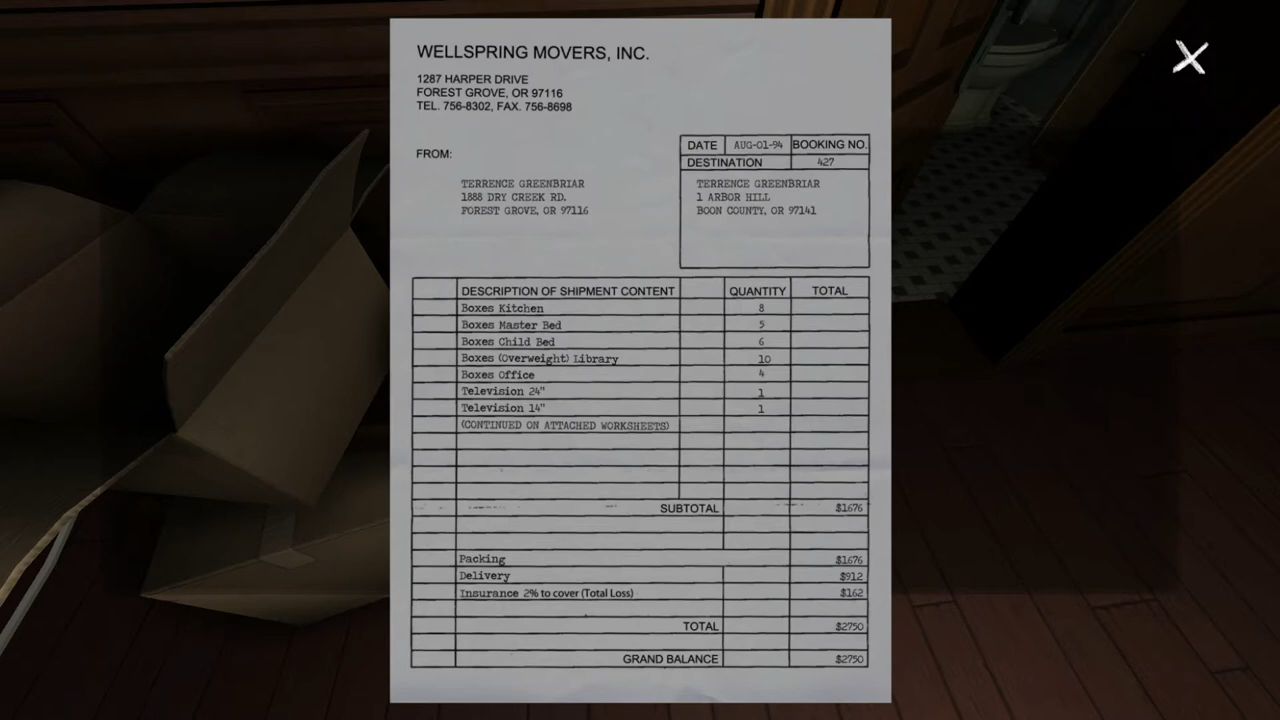 WELLSPRING MOVERS, INC.
1287 HARPER DRIVE
FOREST GROVE, OR 97116
TEL. 756-8302, FAX. 756-8698
DATE AUG-01-94 BOOKING NO.
DESTINATION 427
FROM:
TERRENCE GREENBRIAR
1888 DRY CREEK RD.
FOREST GROVE, OR 97116
TERRENCE GREENBRIAR
1 ARBOR HILL
BOON COUNTY, OR 97141
DESCRIPTION OF SHIPMENT CONTENT QUANTITY TOTAL
Boxes Kitchen 8
Boxes Master Bed 5
Boxes Child Bed 6
Boxes (Overweight) Library 10
Boxes Office 4
Television 24" 1
Television 14" 1
(CONTINUED ON ATTACHED WORKSHEETS)
SUBTOTAL $1676
Packing $1676
Delivery $912
Insurance 2% to cover (Total Loss) $162
TOTAL $2750
GRAND BALANCE $2750